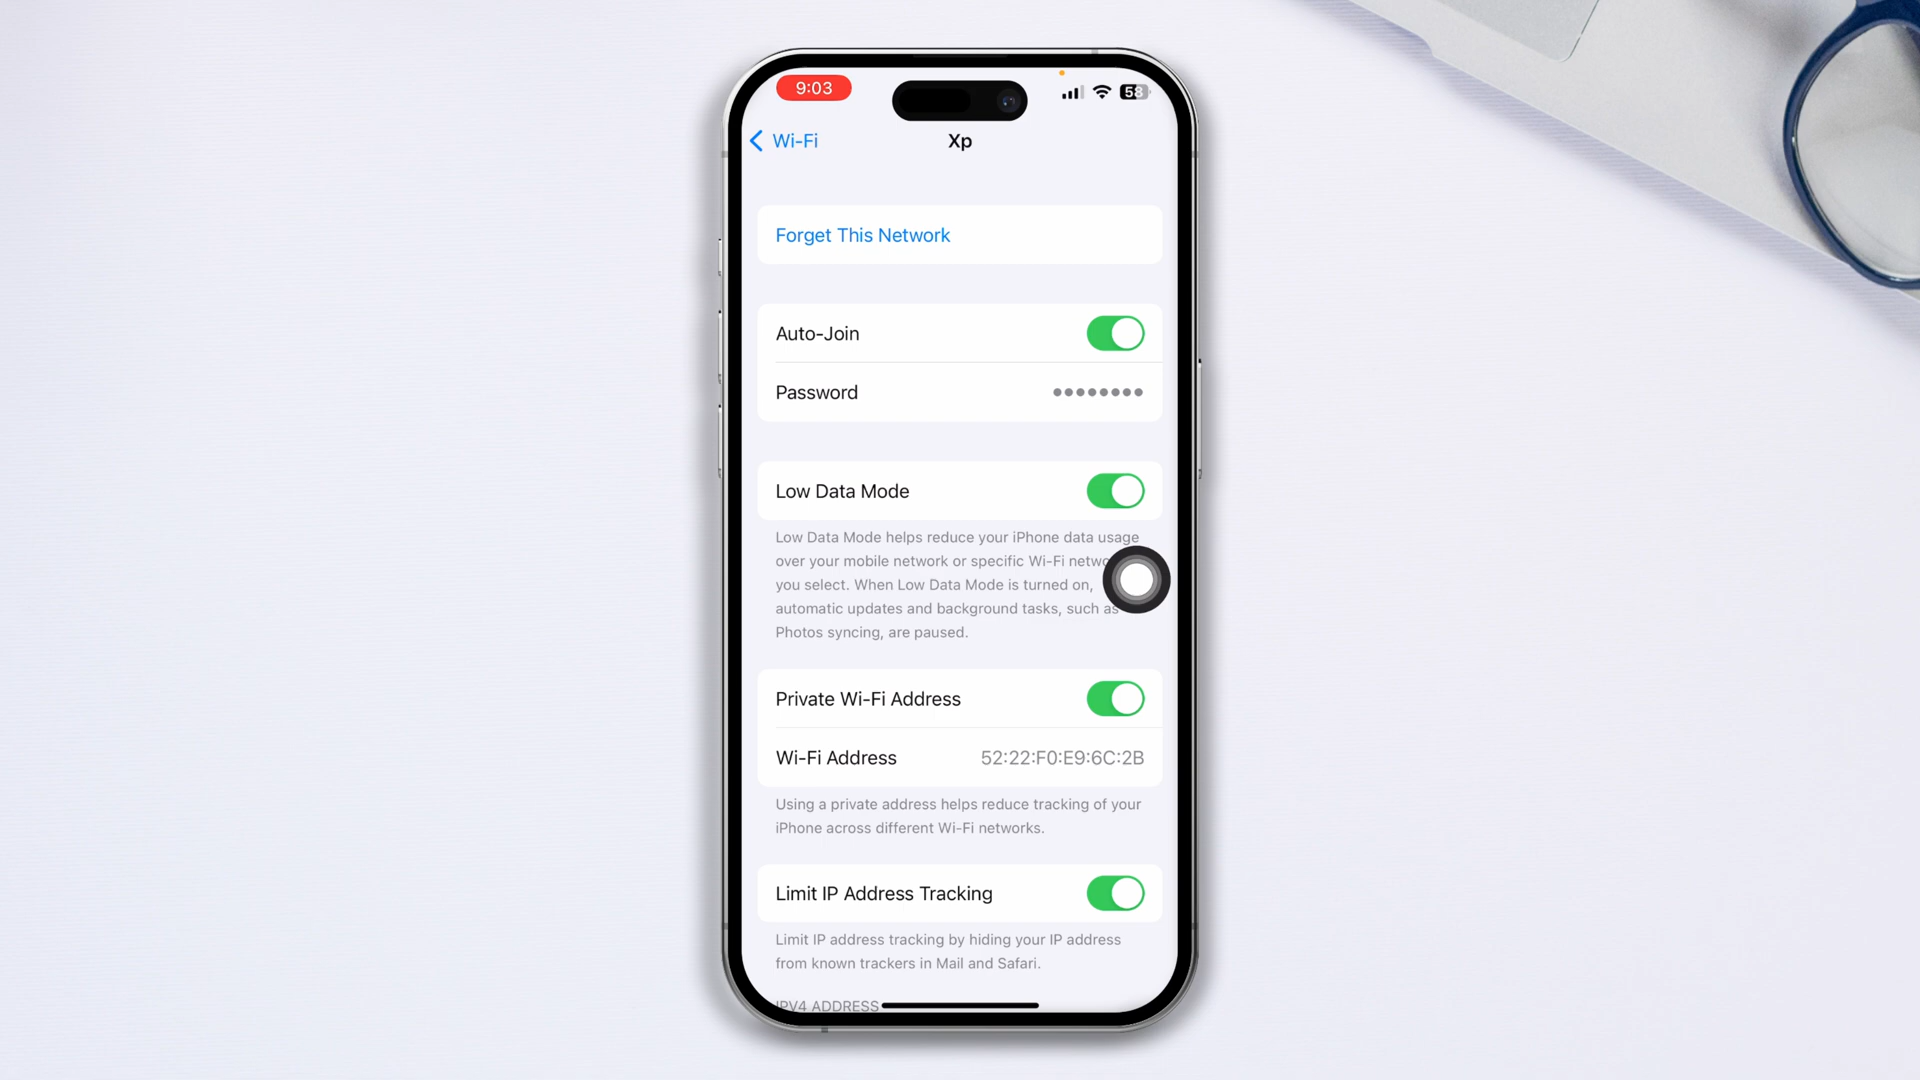 9:03
58
Wi-Fi
Xp
Forget This Network
Auto-Join
Password
Low Data Mode
Low Data Mode helps reduce your iPhone data usage
over your mobile network or specific Wi-Fi
you select. When Low Data Mode is turned on,
automatic updates and background tasks, such as
Photos syncing, are paused.
Private Wi-Fi Address
Wi-Fi Address 52:22:F0:E9:6C:2B
Using a private address helps reduce tracking of your
iPhone across different Wi-Fi networks.
Limit IP Address Tracking
Limit IP address tracking by hiding your IP address
from known trackers in Mail and Safari.
IPV4 ADDRESS